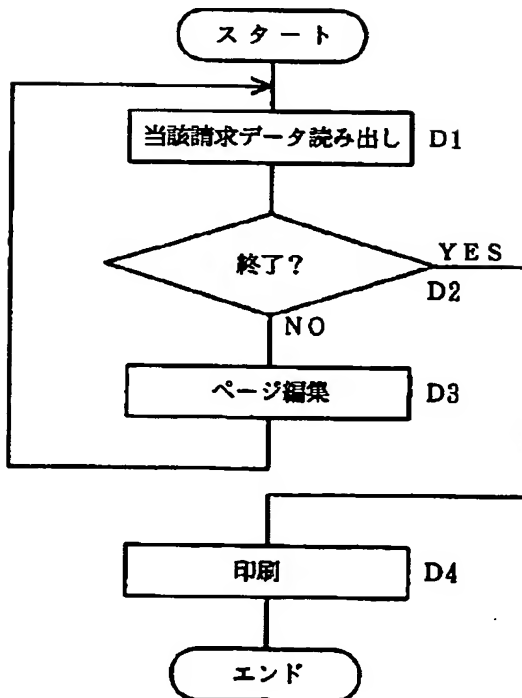 スタート
当該請求データ読み出し D1
終了?
YES
D2
NO
ページ編集 D3
印刷 D4
エンド